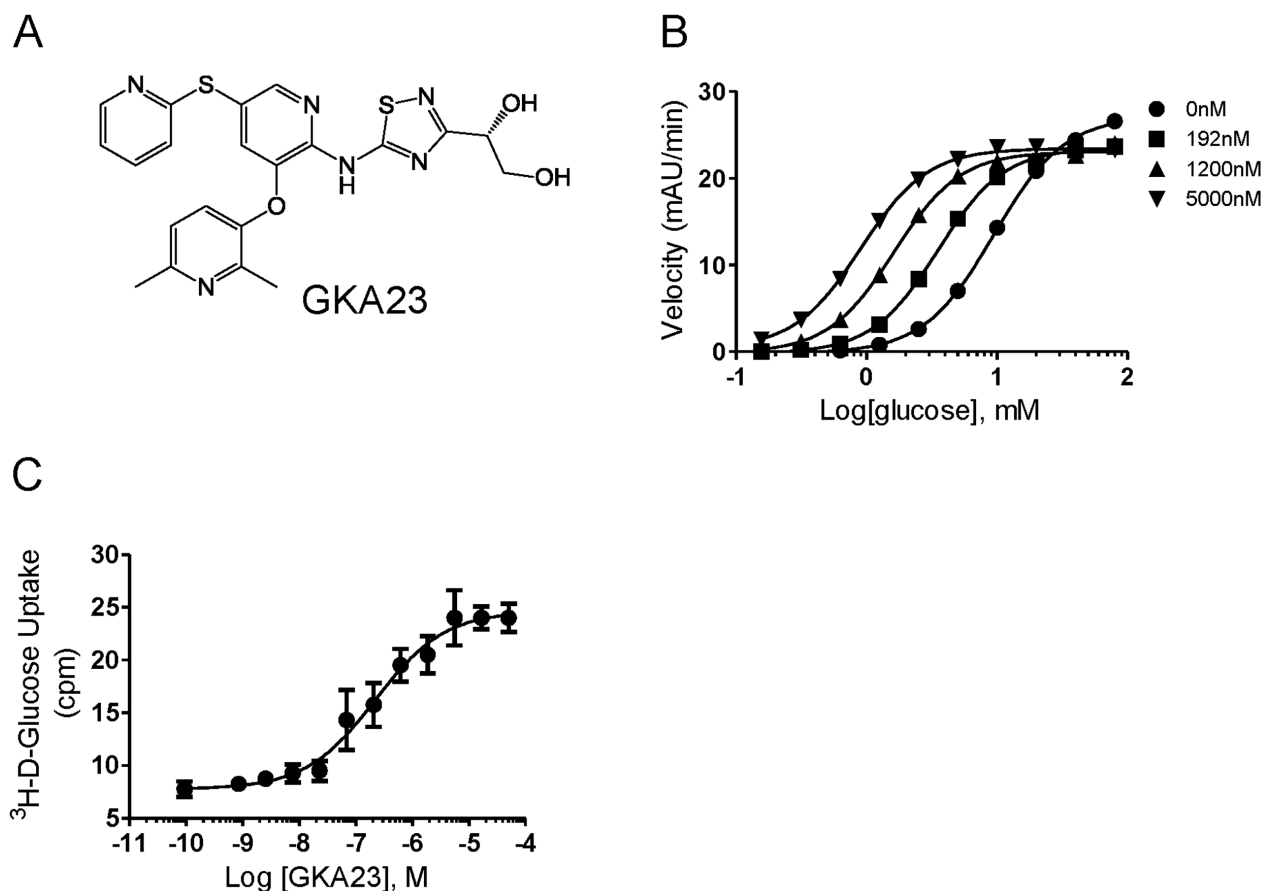 A
N
S
N
S
N
OH
N
H
N
OH
O
N
GKA23
B
30
20
10
0
-1
0
1
2
Velocity (mAU/min)
Log[glucose], mM
0nM
192nM
1200nM
5000nM
C
30
25
20
15
10
5
-11
-10
-9
-8
-7
-6
-5
-4
³H-D-Glucose Uptake
(cpm)
Log [GKA23], M